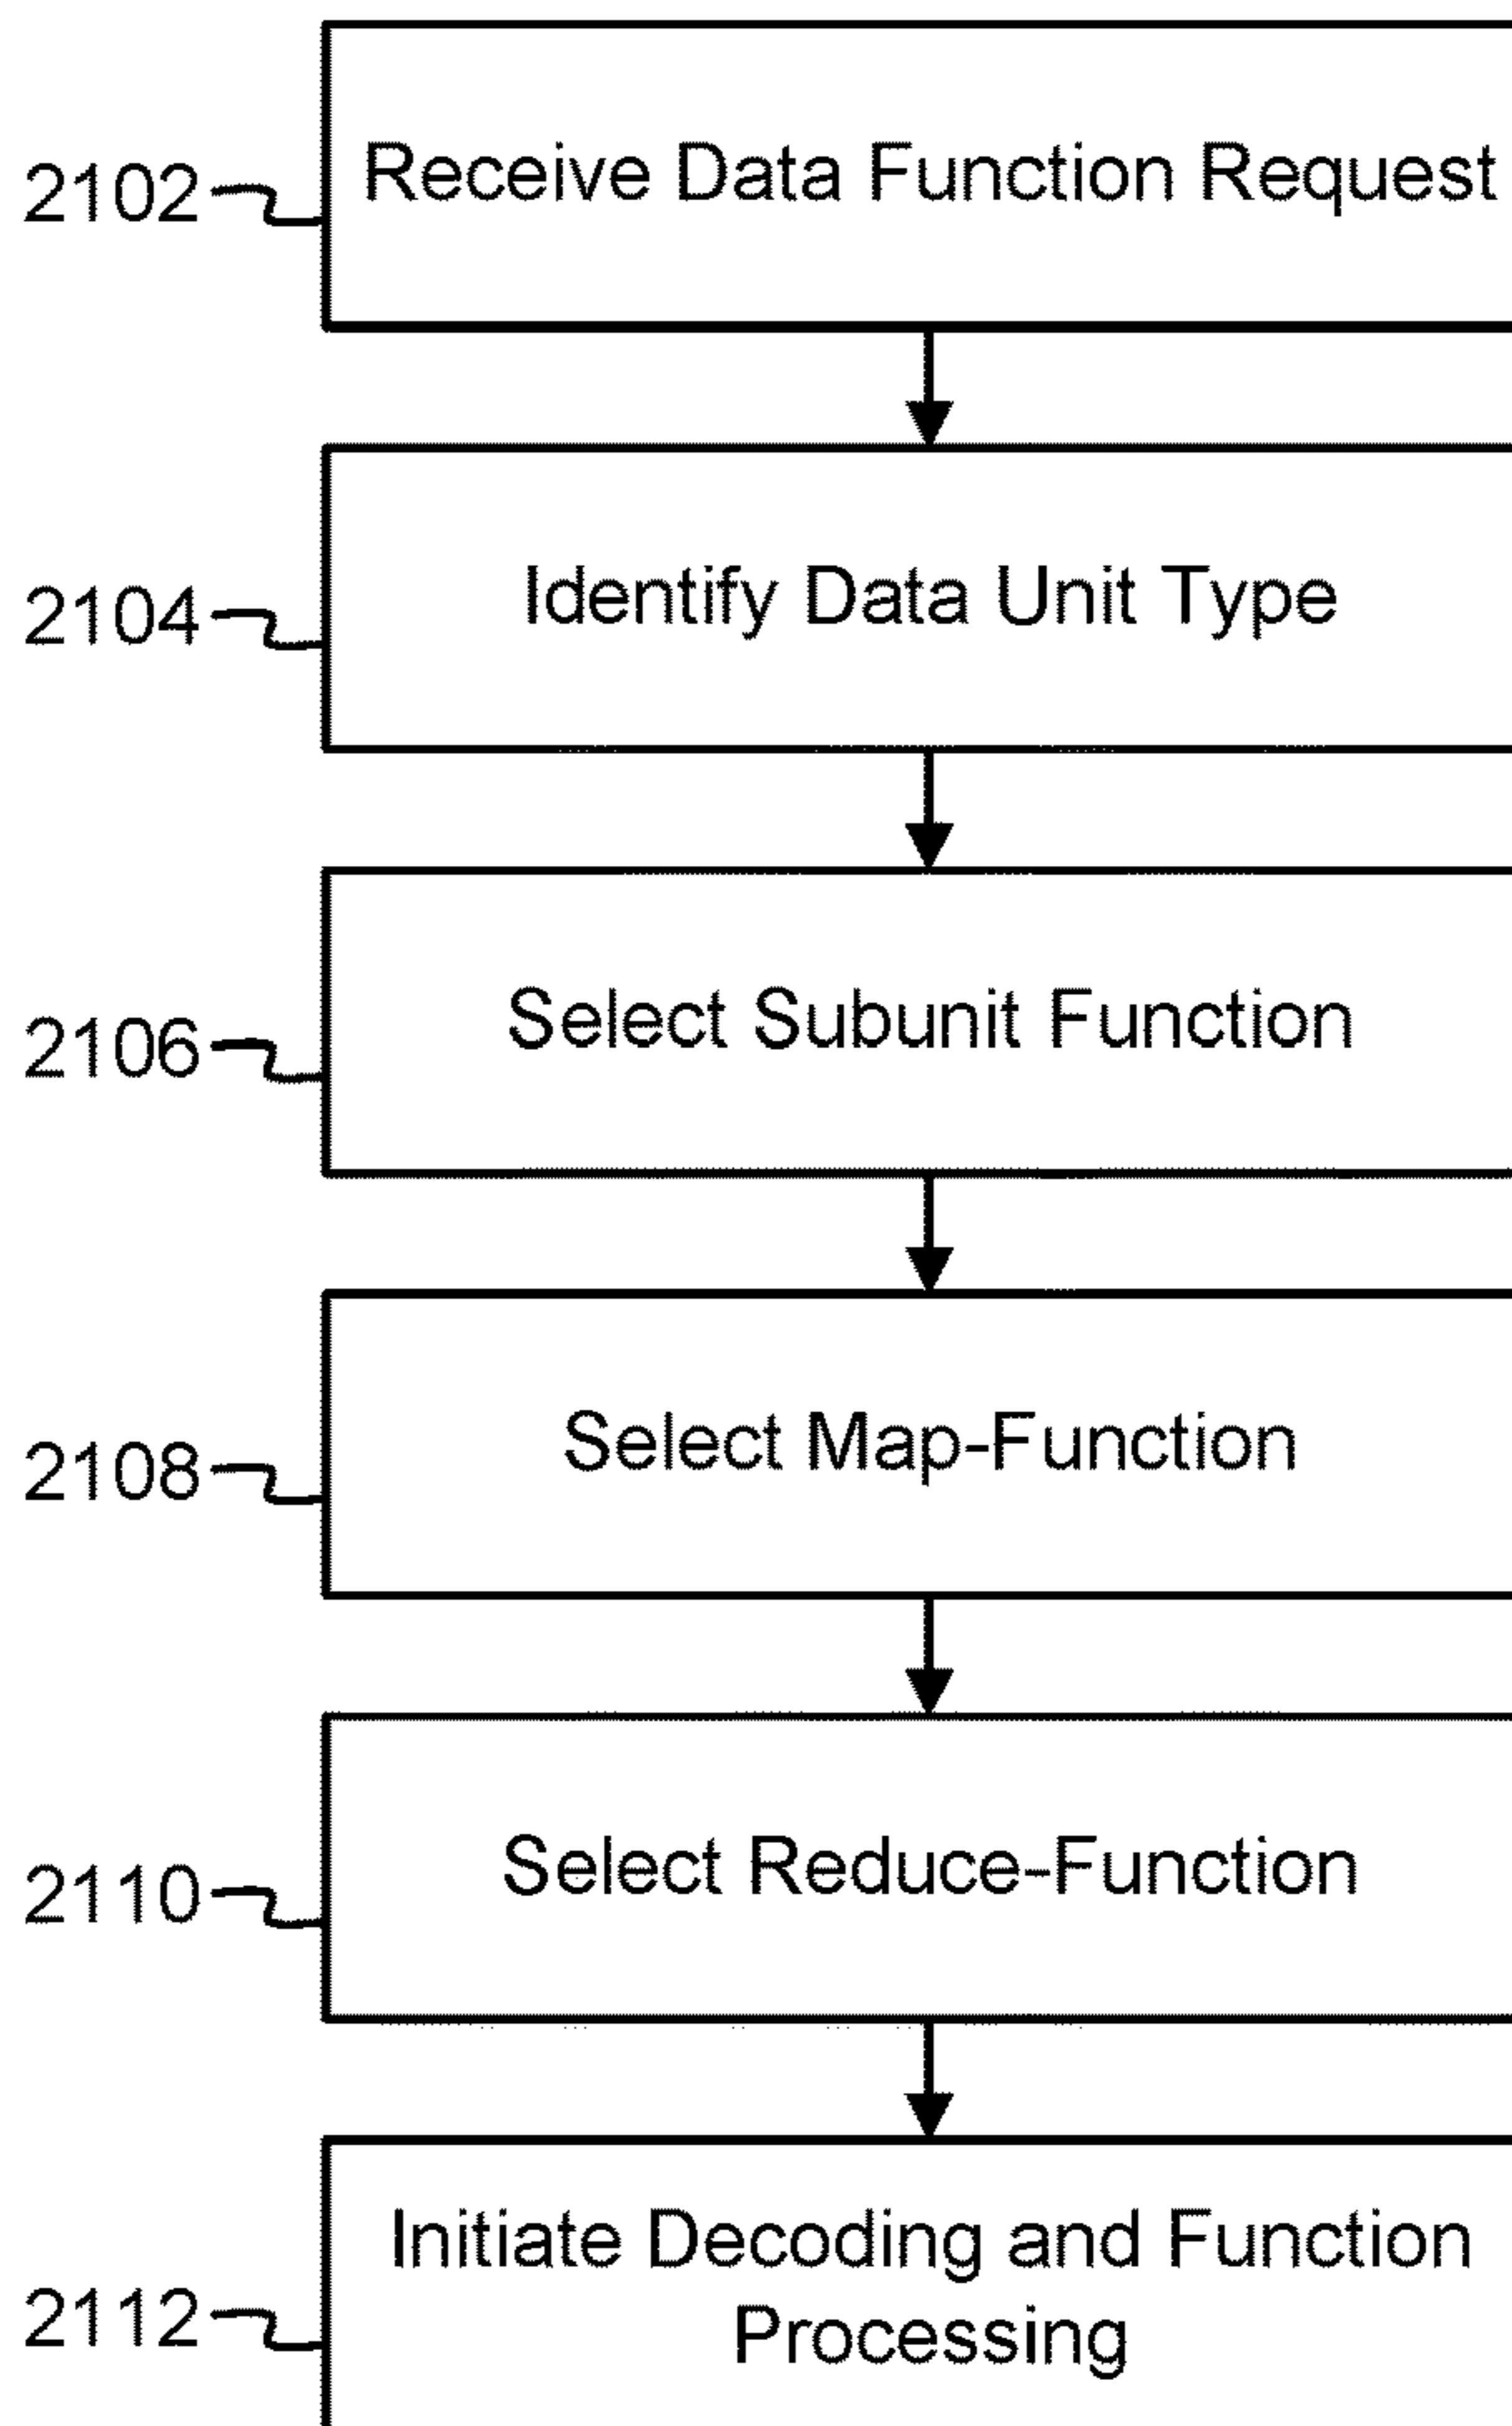 2102
Receive Data Function Request
2104
Identify Data Unit Type
2106
Select Subunit Function
2108
Select Map-Function
2110
Select Reduce-Function
2112
Initiate Decoding and Function
Processing